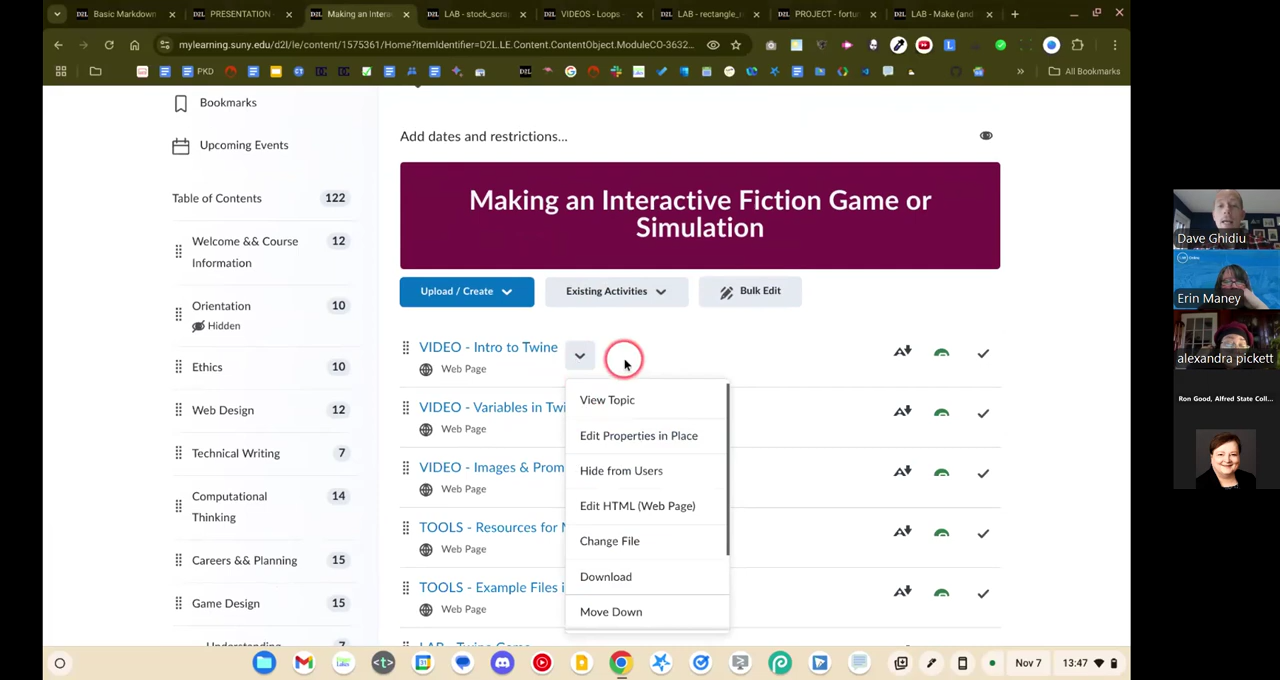 Basic Markdown
PRESENTATION
Making an Intera
LAB - stock_scra
VIDEOS - Loops
LAB - rectangle_
PROJECT - fortu
LAB - Make (and
mylearning.suny.edu/d2l/le/content/1575361/Home?itemIdentifier=D2L.LE.Content.ContentObject.ModuleCO-3632...
PKD
D2L
All Bookmarks
Bookmarks
Upcoming Events
Table of Contents 122
Welcome && Course Information 12
Orientation 10
Hidden
Ethics 10
Web Design 12
Technical Writing 7
Computational Thinking 14
Careers && Planning 15
Game Design 15
Add dates and restrictions...
Making an Interactive Fiction Game or
Simulation
Upload / Create
Existing Activities
Bulk Edit
VIDEO - Intro to Twine
Web Page
VIDEO - Variables in Twi
Web Page
VIDEO - Images & Prom
Web Page
TOOLS - Resources for
Web Page
TOOLS - Example Files i
Web Page
View Topic
Edit Properties in Place
Hide from Users
Edit HTML (Web Page)
Change File
Download
Move Down
Nov 7
13:47
Dave Ghidiu
Erin Maney
alexandra pickett
Ron Good, Alfred State Coll...